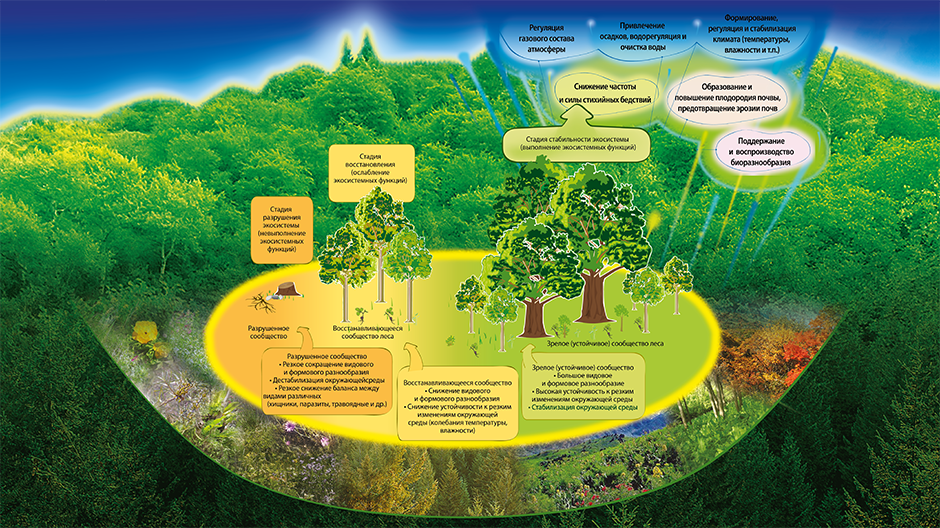 Регуляция
газового состава
атмосферы
Привлечение
осадков, водорегуляция и
очистка воды
Формирование,
регуляция и стабилизация
климата (температуры,
влажности и т.п.)
Снижение частоты
и силы стихийных бедствий
Образование и
повышение плодородия почвы,
предотвращение эрозии почв
Поддержание
и воспроизводство
биоразнообразия
Стадия стабильности экосистемы
(выполнение экосистемных функций)
Стадия
восстановления
(ослабление
экосистемных функций)
Стадия
разрушения
экосистемы
(невыполнение
экосистемных
функций)
Разрушенное
сообщество
Восстанавливающееся
сообщество леса
Зрелое (устойчивое) сообщество леса
Разрушенное сообщество
• Резкое сокращение видового
и формового разнообразия
• Дестабилизация окружающейсреды
• Резкое снижение баланса между
видами различных
(хищники, паразиты, травоядные и др.)
Восстанавливающееся сообщество
• Снижение видового
и формового разнообразия
• Снижение устойчивости к резким
изменениям окружающей
среды (колебания температуры,
влажности)
Зрелое (устойчивое) сообщество
• Большое видовое
и формовое разнообразие
• Высокая устойчивость к резким
изменениям окружающей среды
• Стабилизация окружающей среды